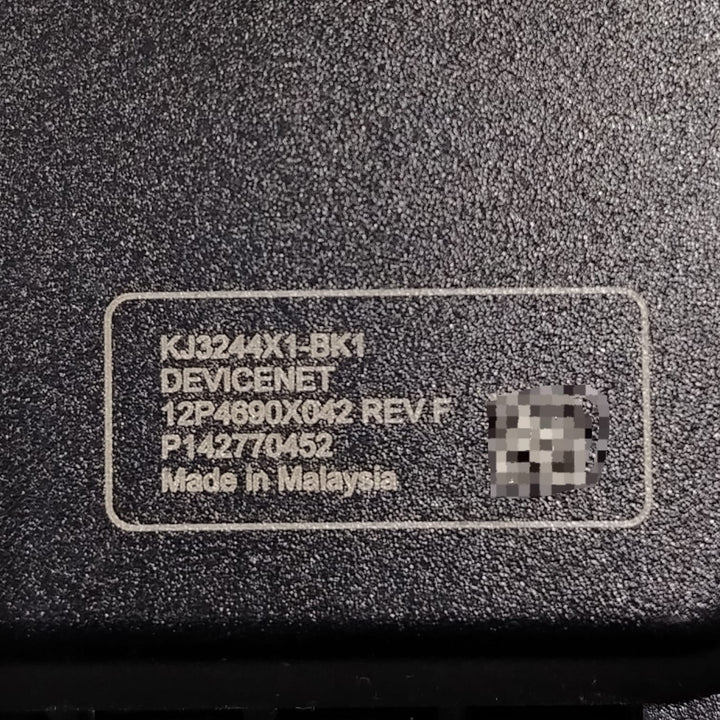 KJ3244X1-BK1
DEVICENET
12P4690X042 REV F
P142770452
Made in Malaysia